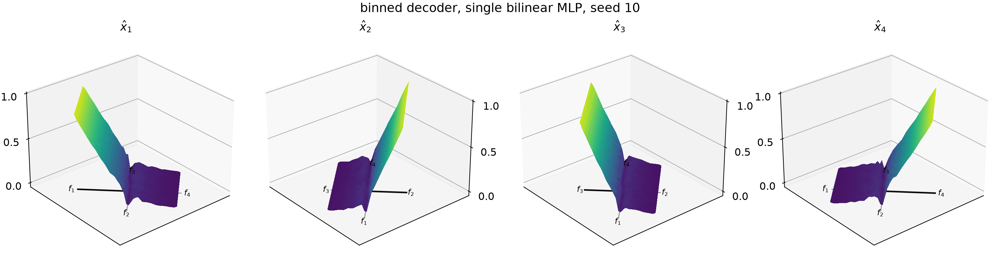 binned decoder, single bilinear MLP, seed 10
x̂₁
1.0
0.5
0.0
f₁
f₃
f₂
f₄
x̂₂
f₃
f₄
f₁
f₂
1.0
0.5
0.0
x̂₃
f₃
f₄
f₁
f₂
1.0
0.5
0.0
x̂₄
1.0
0.5
0.0
f₁
f₃
f₂
f₄